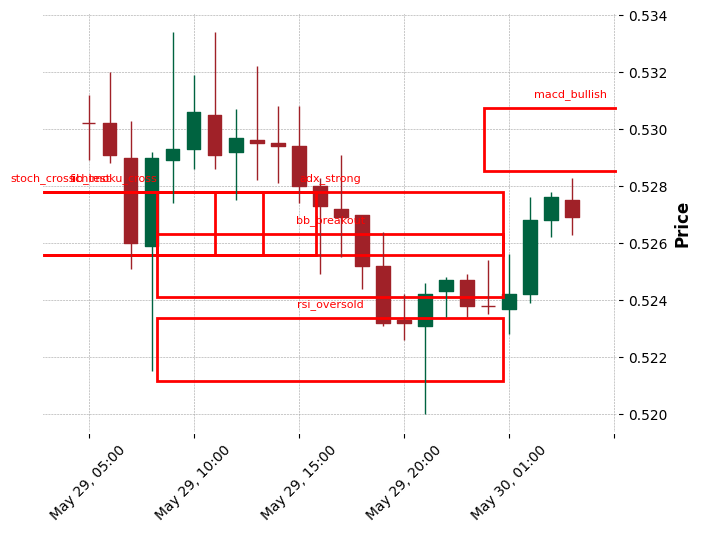 0.534
0.532
macd_bullish
0.530
0.528
adx_strong
0.526
bb_breakout
0.524
rsi_oversold
0.522
0.520
Price
May 29, 05:00
May 29, 10:00
May 29, 15:00
May 29, 20:00
May 30, 01:00